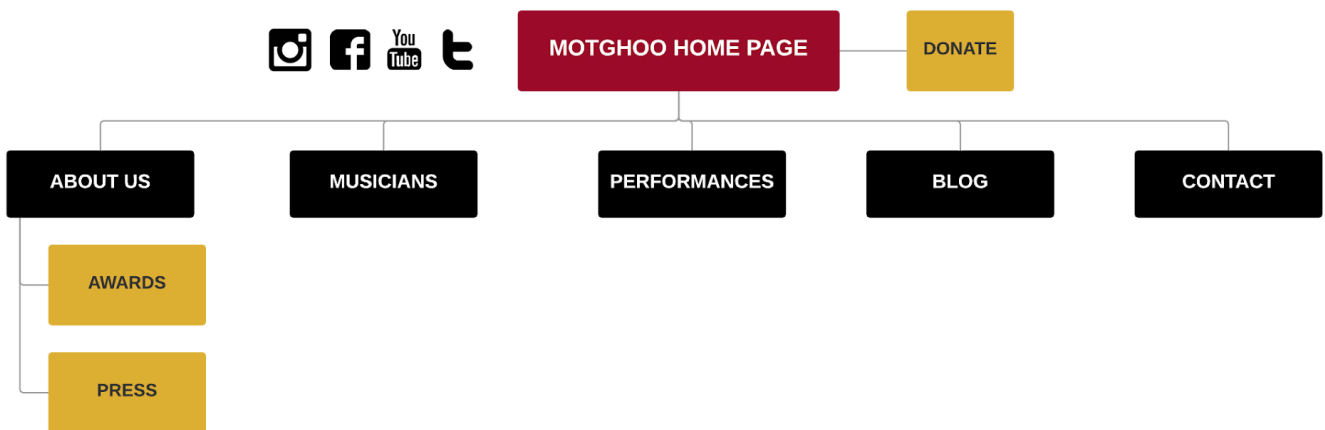 You
Tube
MOTGHOO HOME PAGE
DONATE
ABOUT US
MUSICIANS
PERFORMANCES
BLOG
CONTACT
AWARDS
PRESS